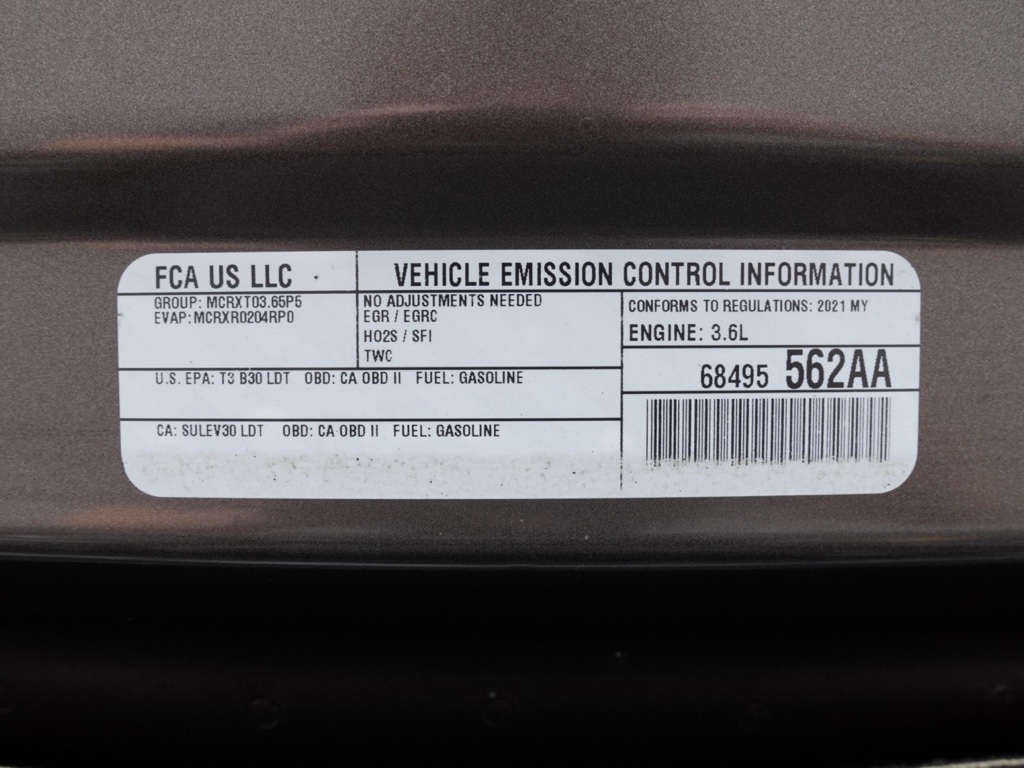 FCA US LLC
VEHICLE EMISSION CONTROL INFORMATION
GROUP: MCRXT03.65P5
EVAP: MCRXR0204RP0
NO ADJUSTMENTS NEEDED
EGR / EGRC
HO2S / SFI
TWC
CONFORMS TO REGULATIONS: 2021 MY
ENGINE: 3.6L
68495 562AA
U.S. EPA: T3 B30 LDT OBD: CA OBD II FUEL: GASOLINE
CA: SULEV30 LDT OBD: CA OBD II FUEL: GASOLINE